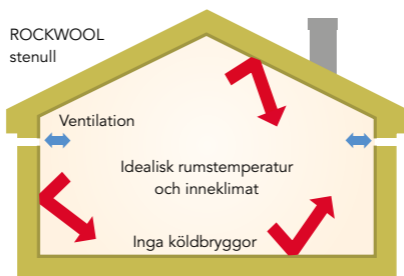 ROCKWOOL
stenull
Ventilation
Idealisk rumstemperatur
och inneklimat
Inga köldbryggor